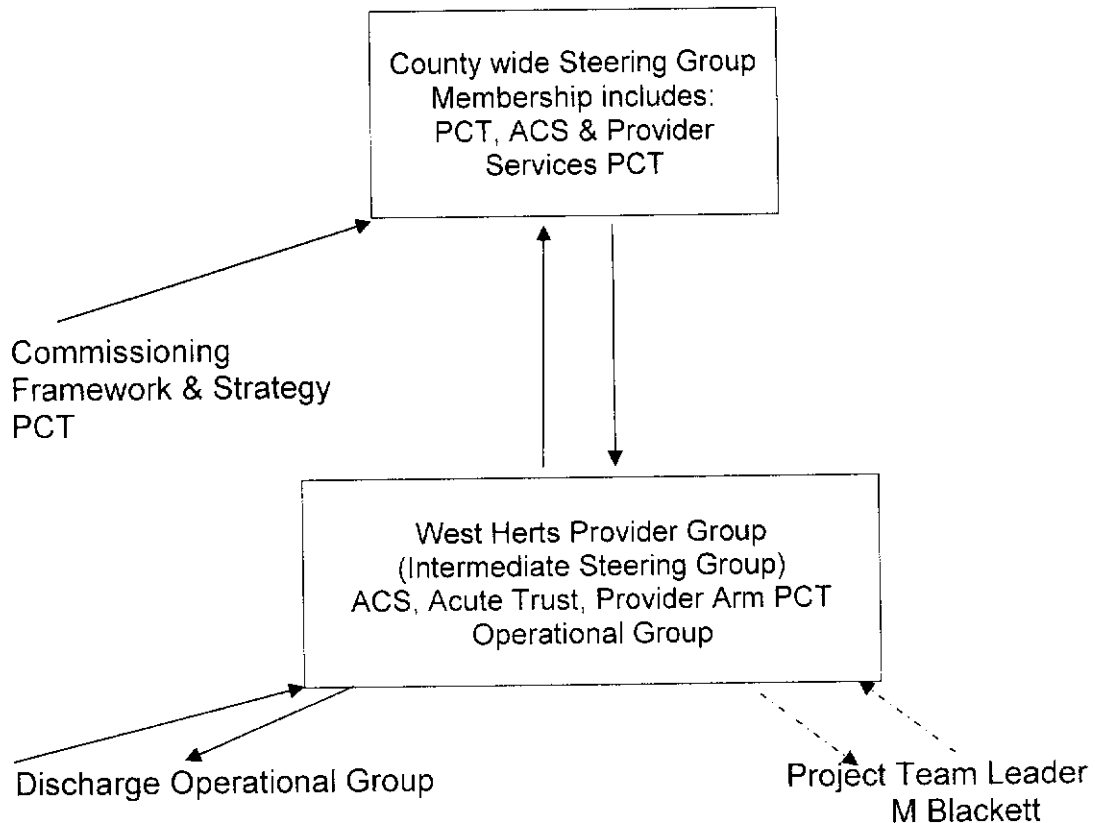 County wide Steering Group
Membership includes:
PCT, ACS & Provider
Services PCT
Commissioning
Framework & Strategy
PCT
West Herts Provider Group
(Intermediate Steering Group)
ACS, Acute Trust, Provider Arm PCT
Operational Group
Discharge Operational Group
Project Team Leader
M Blackett